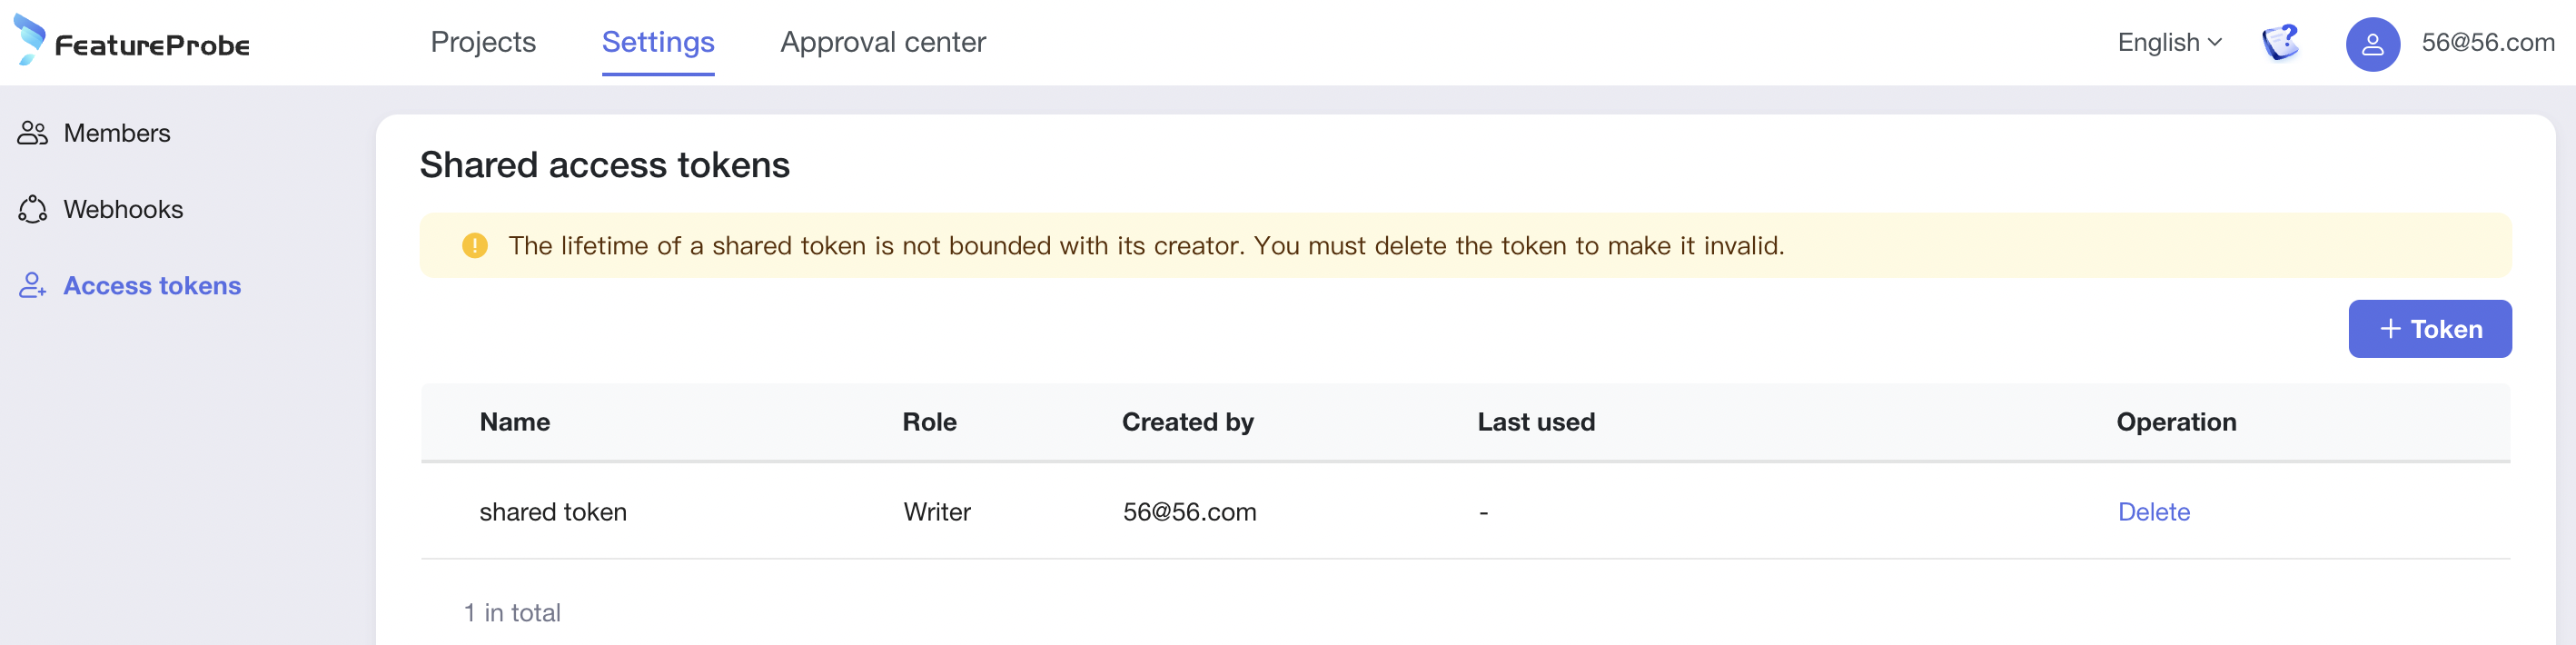 FeatureProbe Projects Settings Approval center English 56@56.com
Members
Webhooks
Access tokens
Shared access tokens
The lifetime of a shared token is not bounded with its creator. You must delete the token to make it invalid.
+ Token
Name Role Created by Last used Operation
shared token Writer 56@56.com - Delete
1 in total